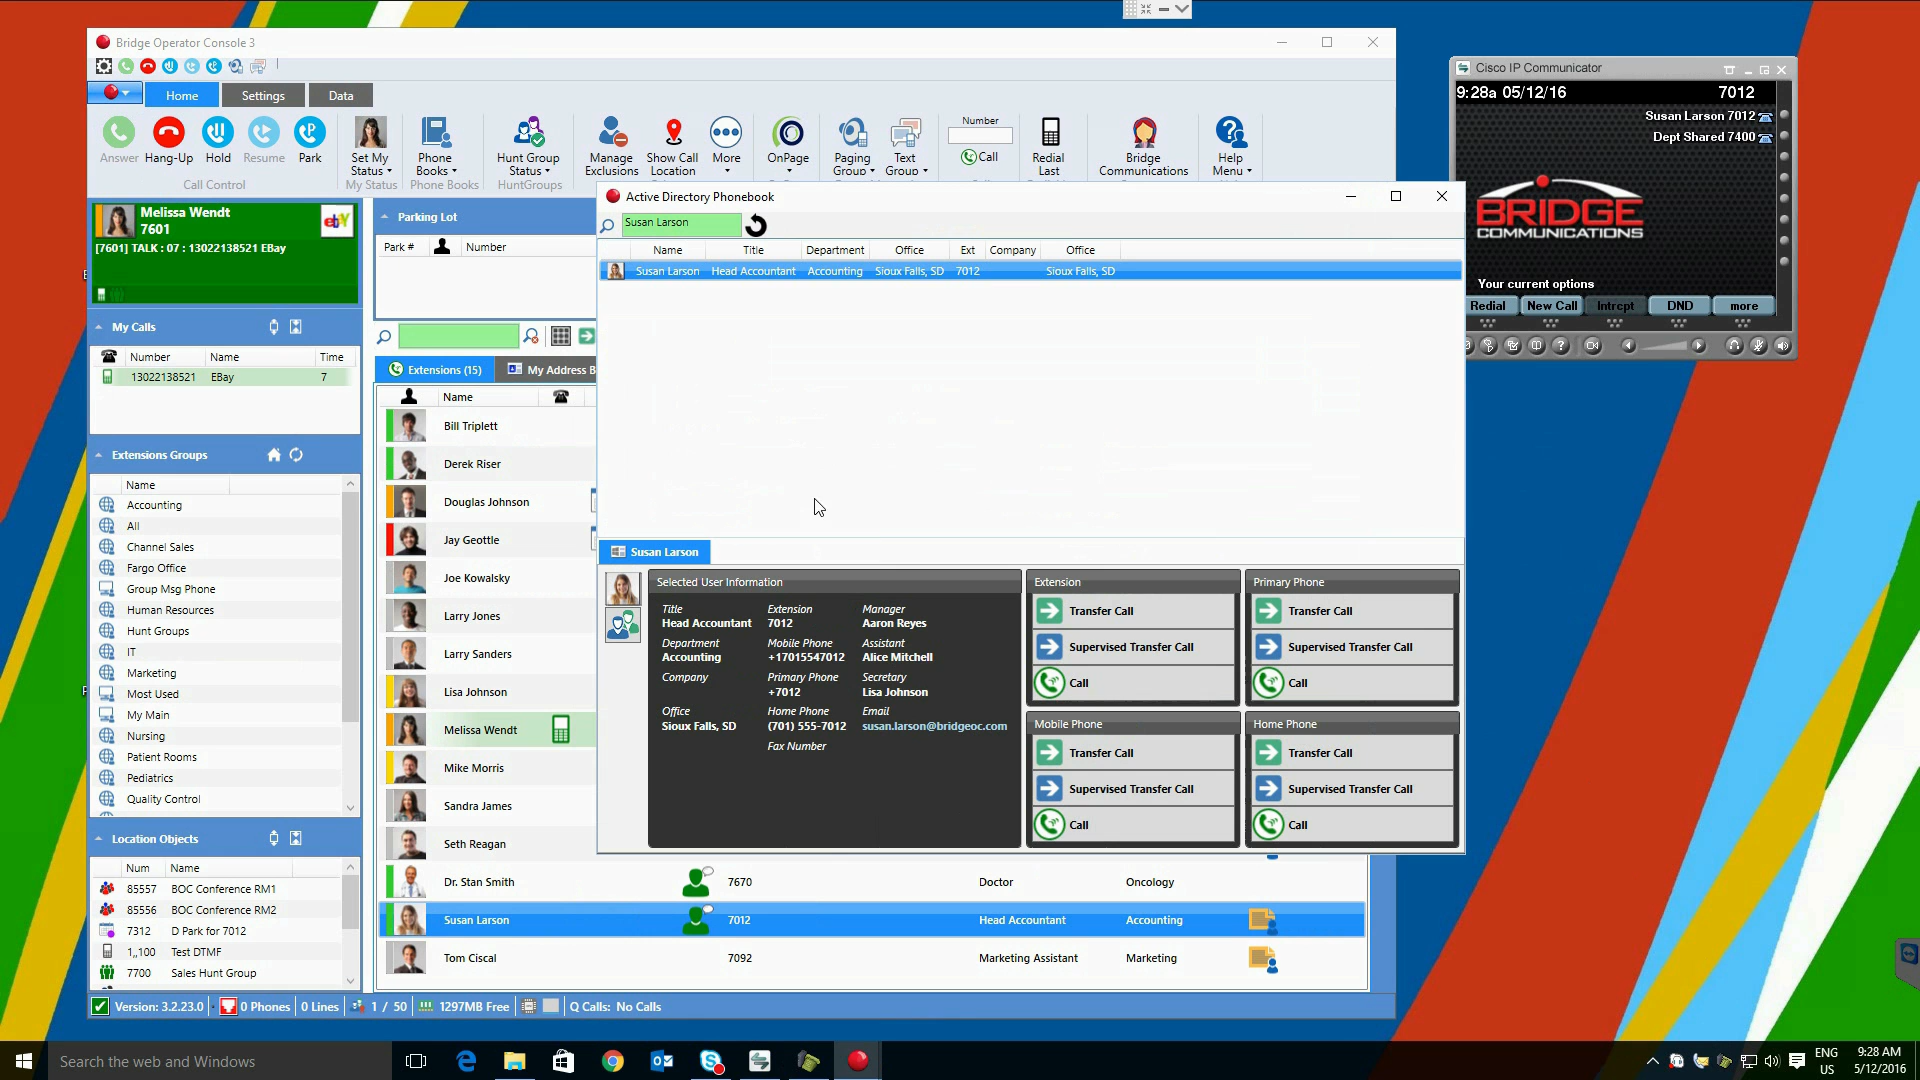 Bridge Operator Console 3
Home Settings Data
Answer Hang-Up Hold Resume Park
Call Control
Set My Status
My Status
Phone Books
Phone Books
Hunt Group Status
HuntGroups
Manage Exclusions
Show Call Location
More
OnPage
Paging Group
Text Group
Number
Call
Redial Last
Bridge Communications
Help Menu
Melissa Wendt
7601
ebay
[7601] TALK : 07 : 13022138521 EBay
My Calls
Number Name Time
13022138521 EBay 7
Extensions Groups
Name
Accounting
All
Channel Sales
Fargo Office
Group Msg Phone
Human Resources
Hunt Groups
IT
Marketing
Most Used
My Main
Nursing
Patient Rooms
Pediatrics
Quality Control
Location Objects
Num Name
85557 BOC Conference RM1
85556 BOC Conference RM2
7312 D Park for 7012
1,,100 Test DTMF
7700 Sales Hunt Group
Parking Lot
Park # Number
Extensions (15) My Address B
Name
Bill Triplett
Derek Riser
Douglas Johnson
Jay Geottle
Joe Kowalsky
Larry Jones
Larry Sanders
Lisa Johnson
Melissa Wendt
Mike Morris
Sandra James
Seth Reagan
Dr. Stan Smith 7670 Doctor Oncology
Susan Larson 7012 Head Accountant Accounting
Tom Ciscal 7092 Marketing Assistant Marketing
Active Directory Phonebook
Susan Larson
Name Title Department Office Ext Company Office
Susan Larson Head Accountant Accounting Sioux Falls, SD 7012 Sioux Falls, SD
Susan Larson
Selected User Information
Title Extension Manager
Head Accountant 7012 Aaron Reyes
Department Mobile Phone Assistant
Accounting +17015547012 Alice Mitchell
Company Primary Phone Secretary
+7012 Lisa Johnson
Office Home Phone Email
Sioux Falls, SD (701) 555-7012 susan.larson@bridgeoc.com
Fax Number
Extension
Transfer Call
Supervised Transfer Call
Call
Primary Phone
Transfer Call
Supervised Transfer Call
Call
Mobile Phone
Transfer Call
Supervised Transfer Call
Call
Home Phone
Transfer Call
Supervised Transfer Call
Call
Version: 3.2.23.0 0 Phones 0 Lines 1 / 50 1297MB Free Q Calls: No Calls
Cisco IP Communicator
9:28a 05/12/16 7012
Susan Larson 7012
Dept Shared 7400
BRIDGE
COMMUNICATIONS
Your current options
Redial New Call Intrcpt DND more
Search the web and Windows
ENG
US
9:28 AM
5/12/2016